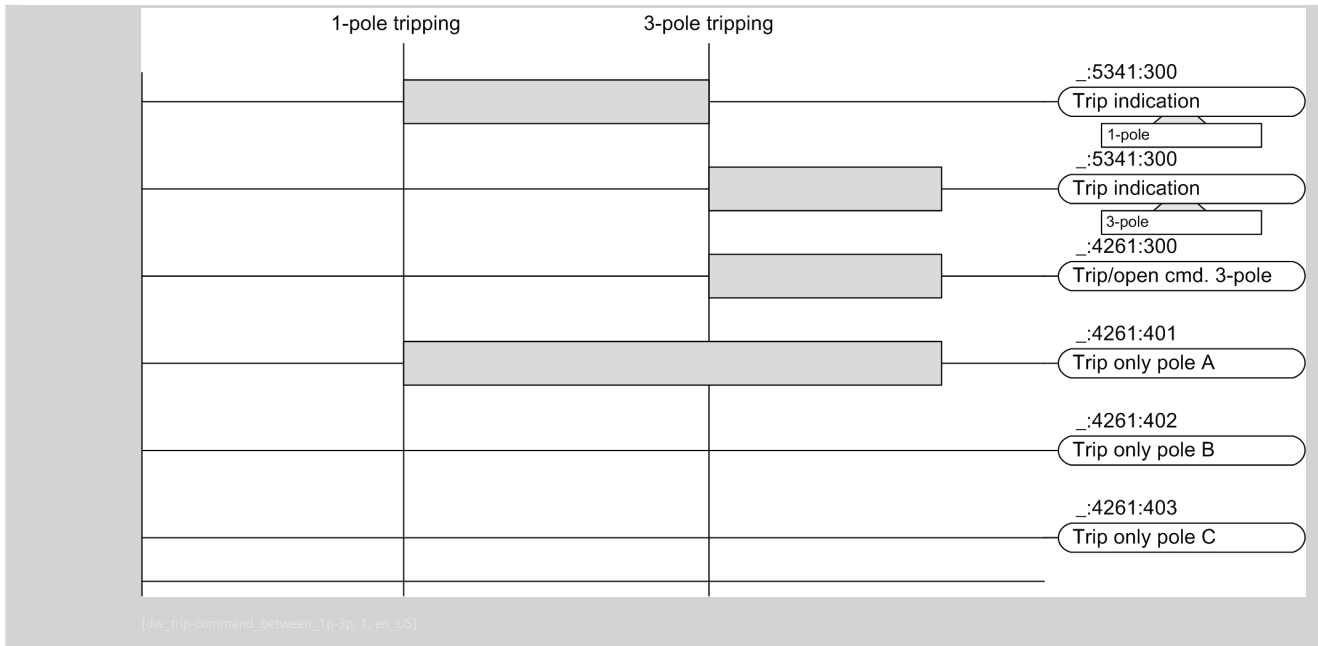 1-pole tripping 3-pole tripping
_:5341:300
Trip indication
1-pole
_:5341:300
Trip indication
3-pole
_:4261:300
Trip/open cmd. 3-pole
_:4261:401
Trip only pole A
_:4261:402
Trip only pole B
_:4261:403
Trip only pole C
[dw_trip-command_between_1p-3p, 1, en_US]